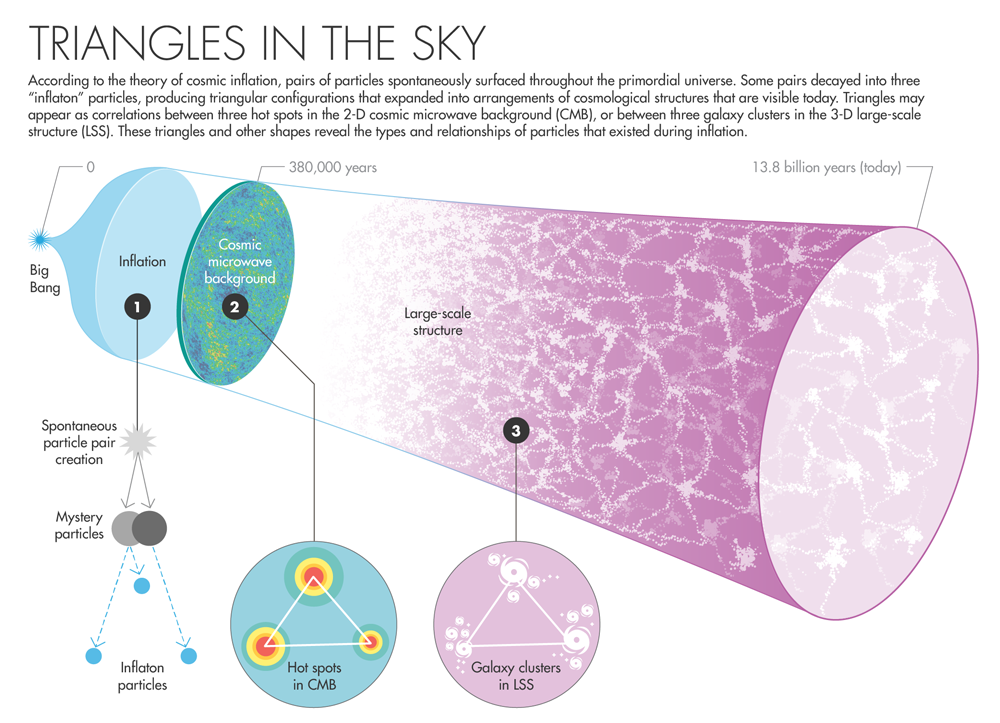 TRIANGLES IN THE SKY
According to the theory of cosmic inflation, pairs of particles spontaneously surfaced throughout the primordial universe. Some pairs decayed into three
“inflaton” particles, producing triangular configurations that expanded into arrangements of cosmological structures that are visible today. Triangles may
appear as correlations between three hot spots in the 2-D cosmic microwave background (CMB), or between three galaxy clusters in the 3-D large-scale
structure (LSS). These triangles and other shapes reveal the types and relationships of particles that existed during inflation.
0
380,000 years
13.8 billion years (today)
Big
Bang
Inflation
1
Cosmic
microwave
background
2
Large-scale
structure
3
Spontaneous
particle pair
creation
Mystery
particles
Inflaton
particles
Hot spots
in CMB
Galaxy clusters
in LSS